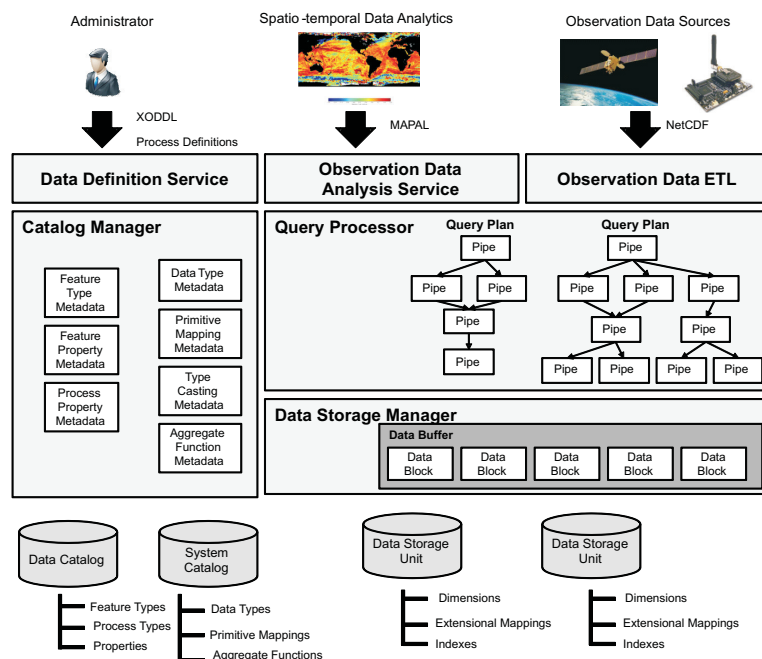 Administrator
Spatio-temporal Data Analytics
Observation Data Sources
XODDL
Process Definitions
MAPAL
NetCDF
Data Definition Service
Observation Data
Analysis Service
Observation Data ETL
Catalog Manager
Feature
Type
Metadata
Feature
Property
Metadata
Process
Property
Metadata
Data Type
Metadata
Primitive
Mapping
Metadata
Type
Casting
Metadata
Aggregate
Function
Metadata
Query Processor
Query Plan
Pipe
Pipe
Pipe
Pipe
Pipe
Query Plan
Pipe
Pipe
Pipe
Pipe
Pipe
Pipe
Pipe
Pipe
Pipe
Pipe
Data Storage Manager
Data Buffer
Data
Block
Data
Block
Data
Block
Data
Block
Data
Block
Data Catalog
Feature Types
Process Types
Properties
System
Catalog
Data Types
Primitive Mappings
Aggregate Functions
Data Storage
Unit
Dimensions
Extensional Mappings
Indexes
Data Storage
Unit
Dimensions
Extensional Mappings
Indexes